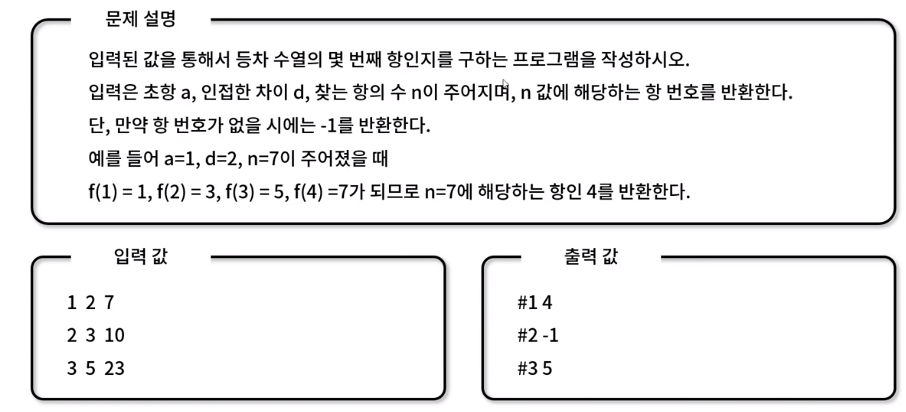 문제 설명
입력된 값을 통해서 등차 수열의 몇 번째 항인지를 구하는 프로그램을 작성하시오.
입력은 초항 a, 인접한 차이 d, 찾는 항의 수 n이 주어지며, n 값에 해당하는 항 번호를 반환한다.
단, 만약 항 번호가 없을 시에는 -1를 반환한다.
예를 들어 a=1, d=2, n=7이 주어졌을 때
f(1) = 1, f(2) = 3, f(3) = 5, f(4) =7가 되므로 n=7에 해당하는 항인 4를 반환한다.
입력 값
1 2 7
2 3 10
3 5 23
출력 값
#1 4
#2 -1
#3 5